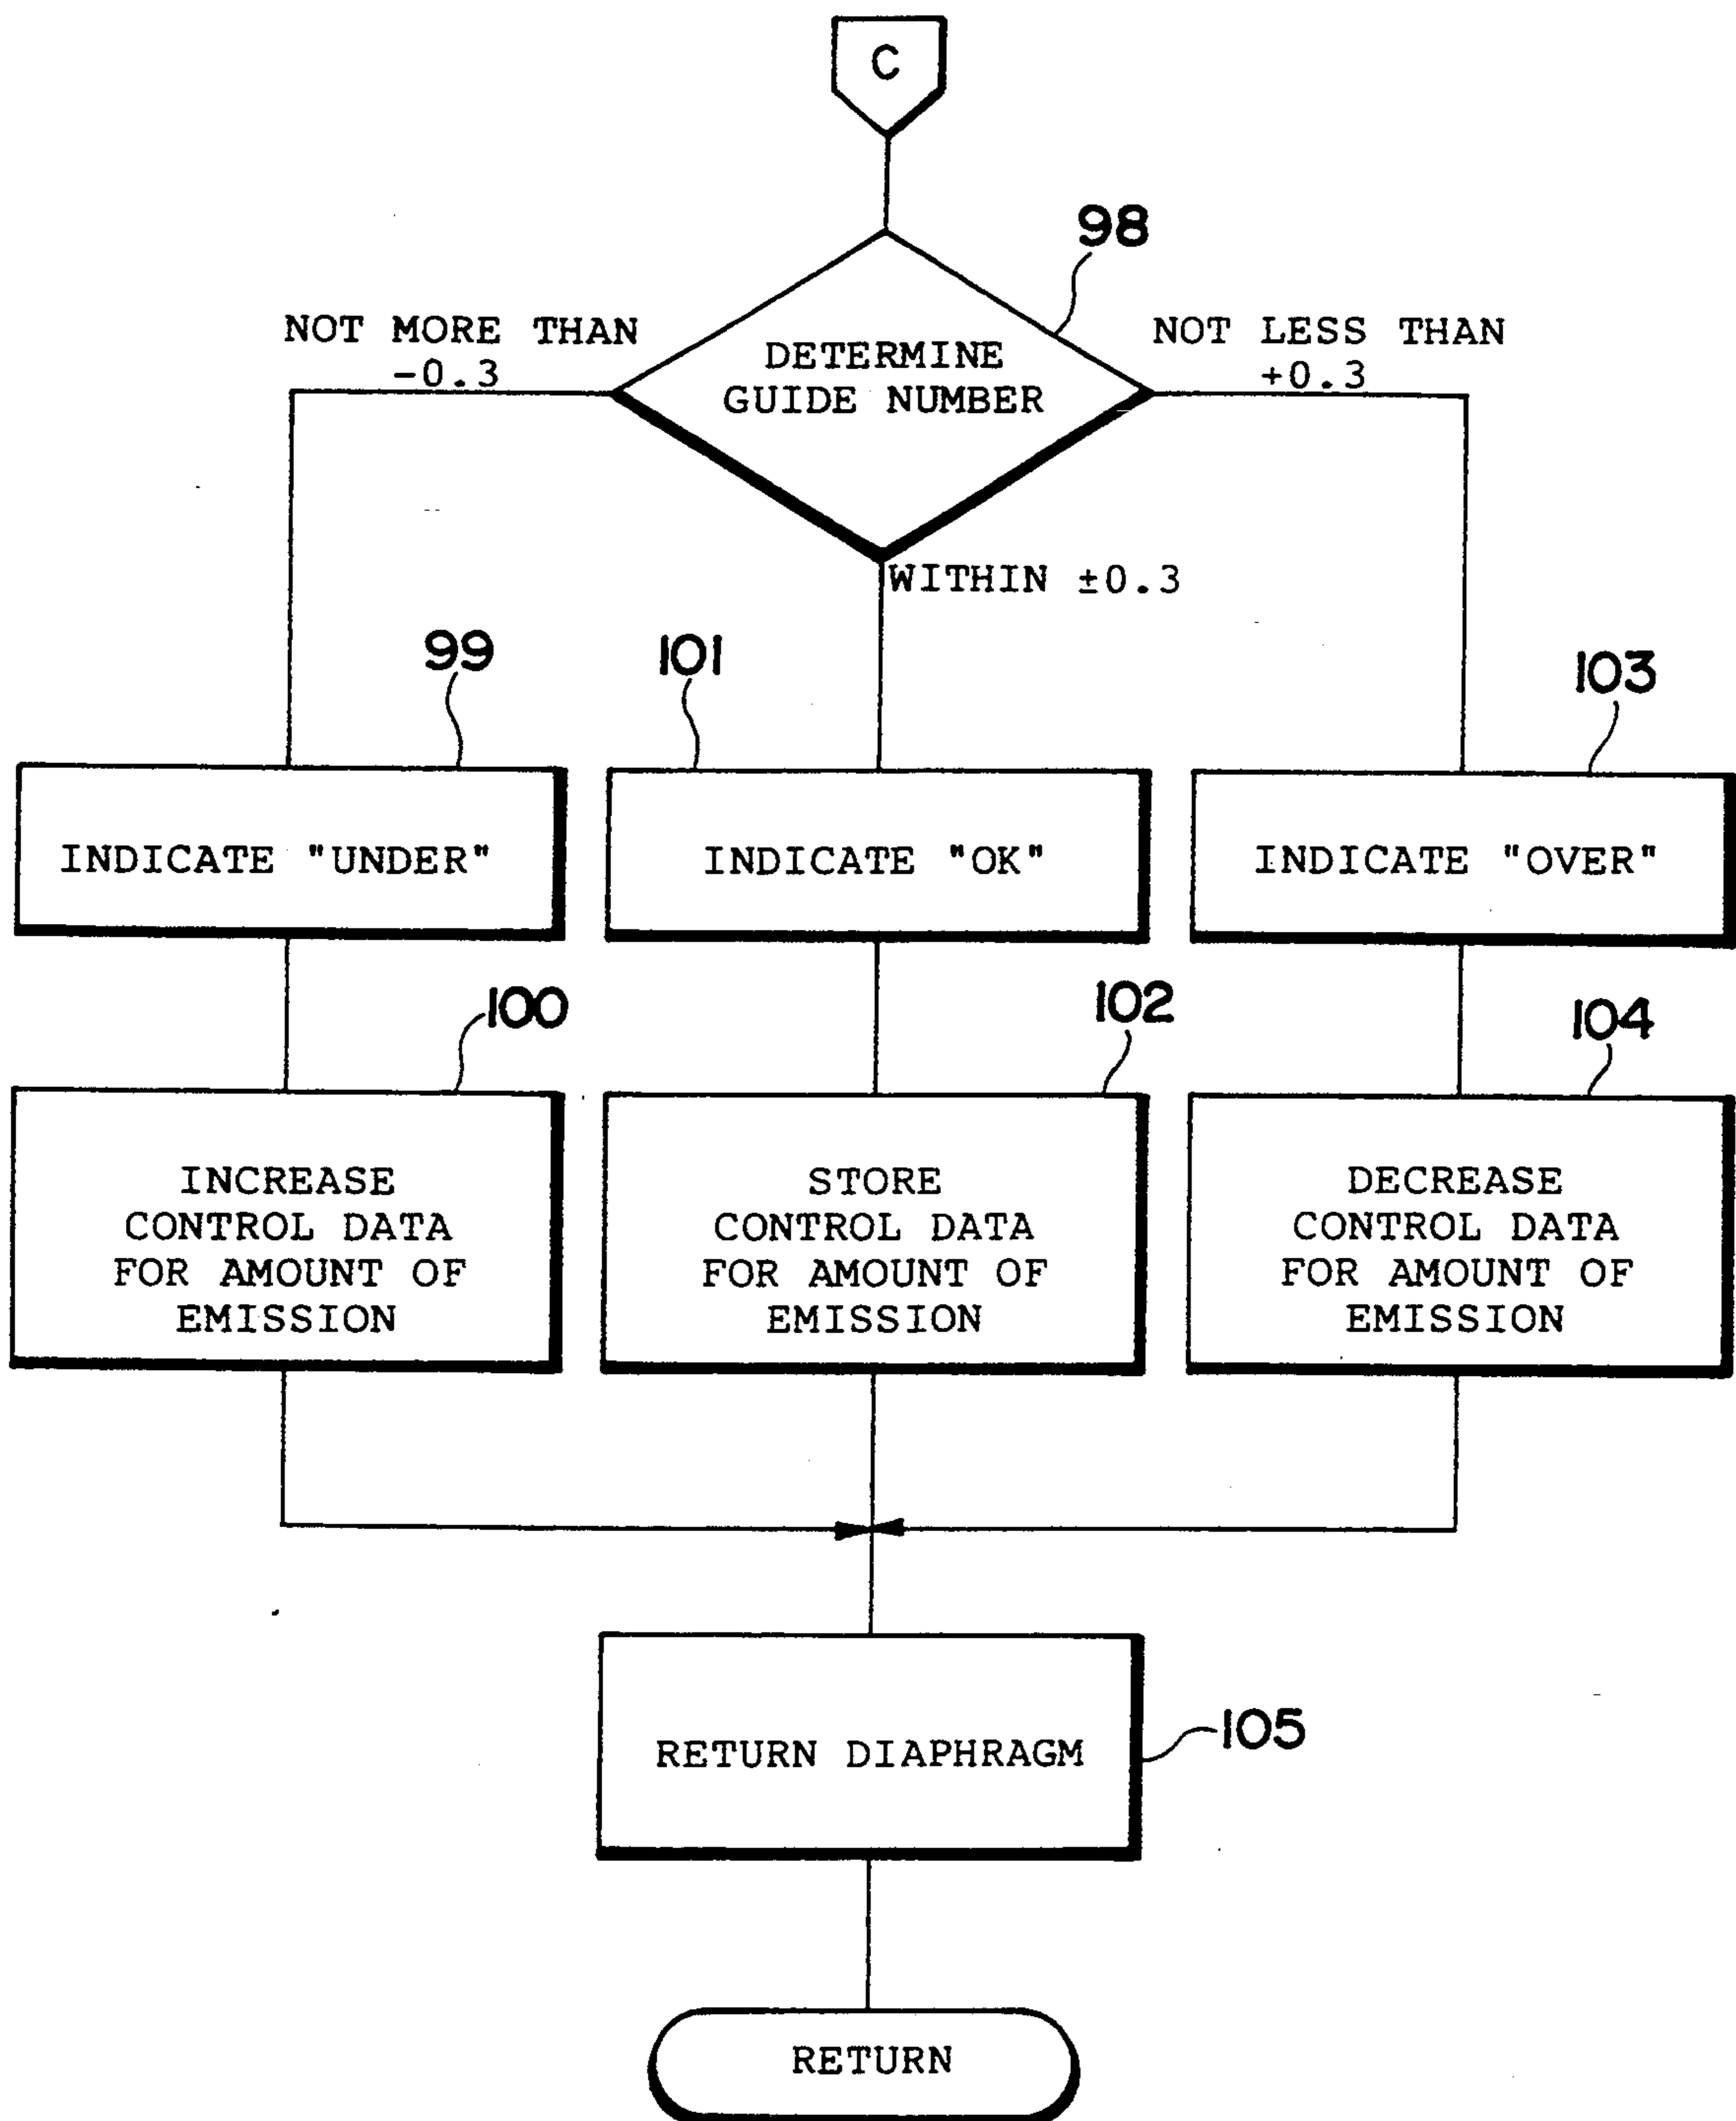 C
98
NOT MORE THAN
-0.3
DETERMINE
GUIDE NUMBER
NOT LESS THAN
+0.3
WITHIN ±0.3
99
101
103
INDICATE "UNDER"
INDICATE "OK"
INDICATE "OVER"
100
102
104
INCREASE
CONTROL DATA
FOR AMOUNT OF
EMISSION
STORE
CONTROL DATA
FOR AMOUNT OF
EMISSION
DECREASE
CONTROL DATA
FOR AMOUNT OF
EMISSION
RETURN DIAPHRAGM
105
RETURN